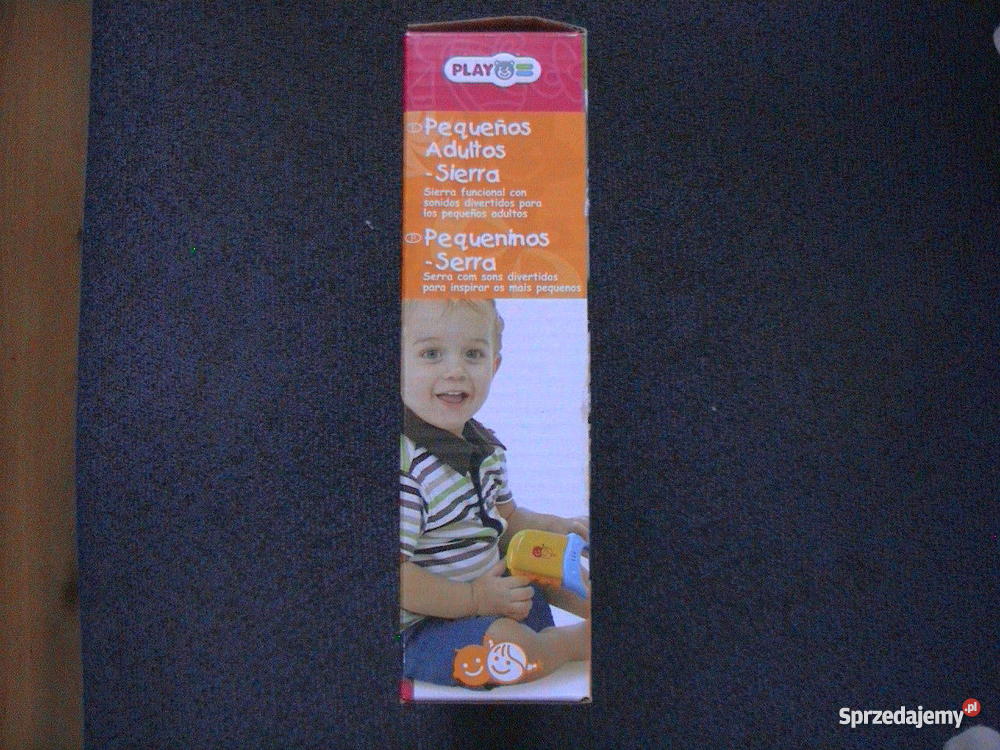 PLAY
Pequeños
Adultos
-Sierra
Sierra funcional con
sonidos divertidos para
los pequeños adultos
Pequeninos
-Serra
Serra com sons divertidos
para inspirar os mais pequenos
Sprzedajemy.pl